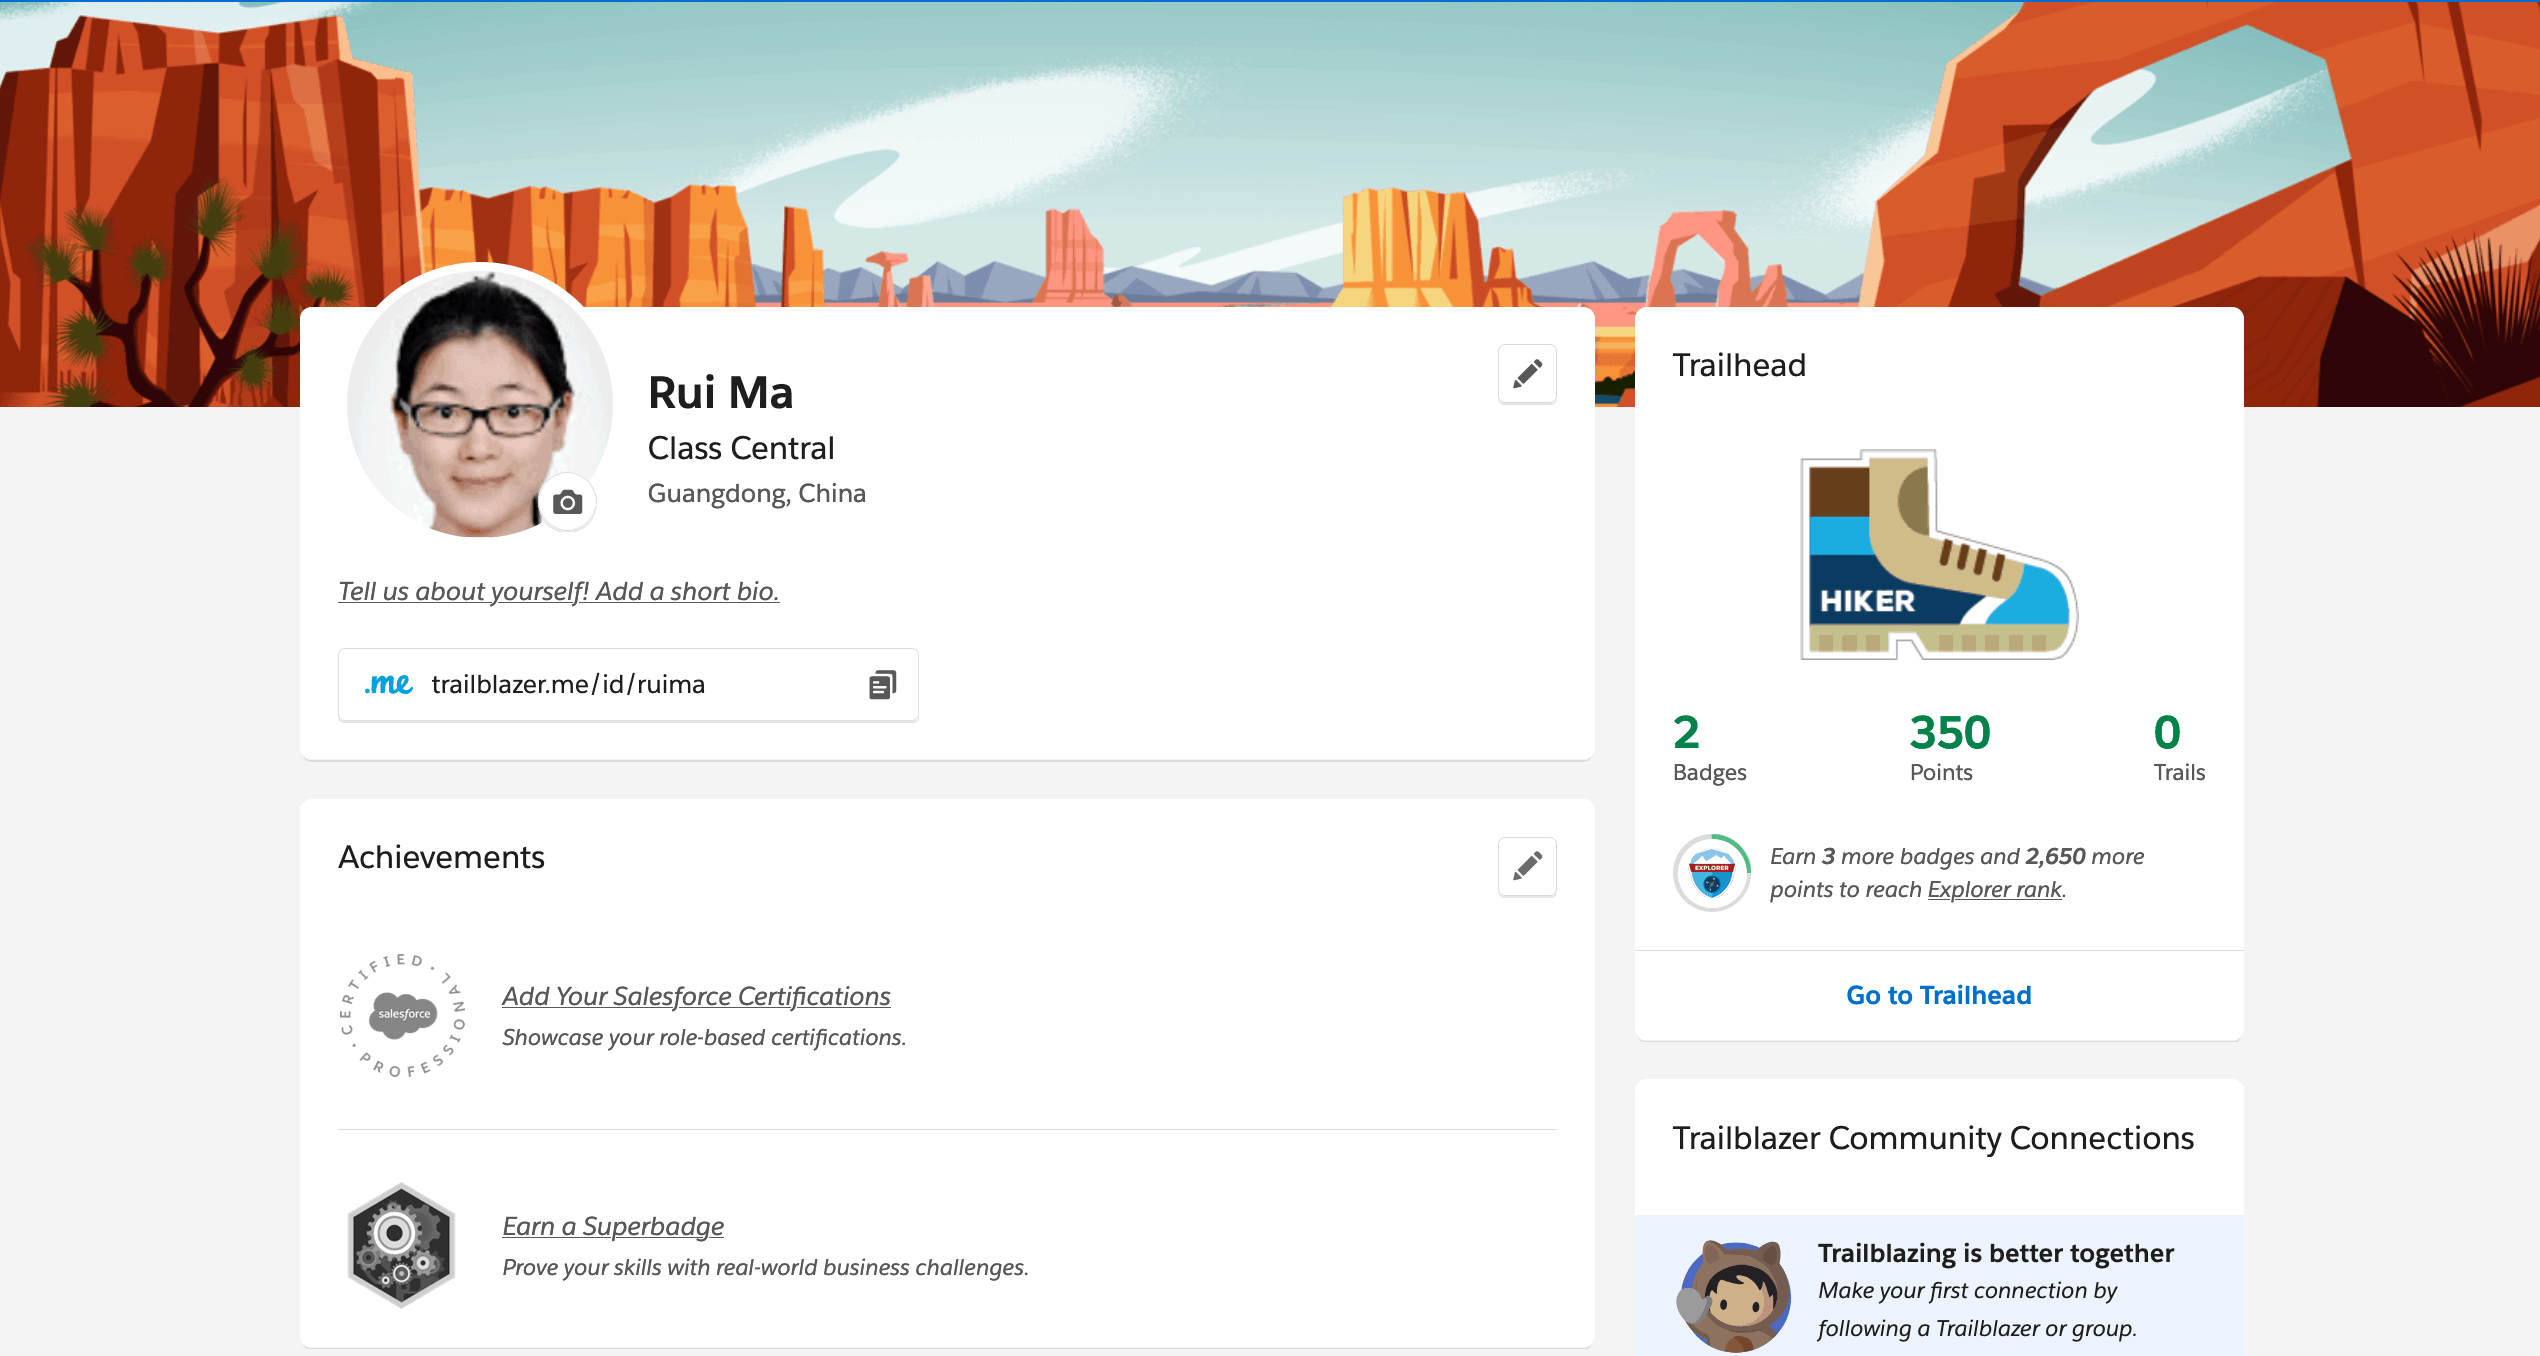 Rui Ma
Class Central
Guangdong, China
Tell us about yourself! Add a short bio.
.me trailblazer.me/id/ruima
Achievements
CERTIFIED · PROFESSIONAL ·
salesforce
Add Your Salesforce Certifications
Showcase your role-based certifications.
Earn a Superbadge
Prove your skills with real-world business challenges.
Trailhead
HIKER
2 350 0
Badges Points Trails
EXPLORER
Earn 3 more badges and 2,650 more
points to reach Explorer rank.
Go to Trailhead
Trailblazer Community Connections
Trailblazing is better together
Make your first connection by
following a Trailblazer or group.